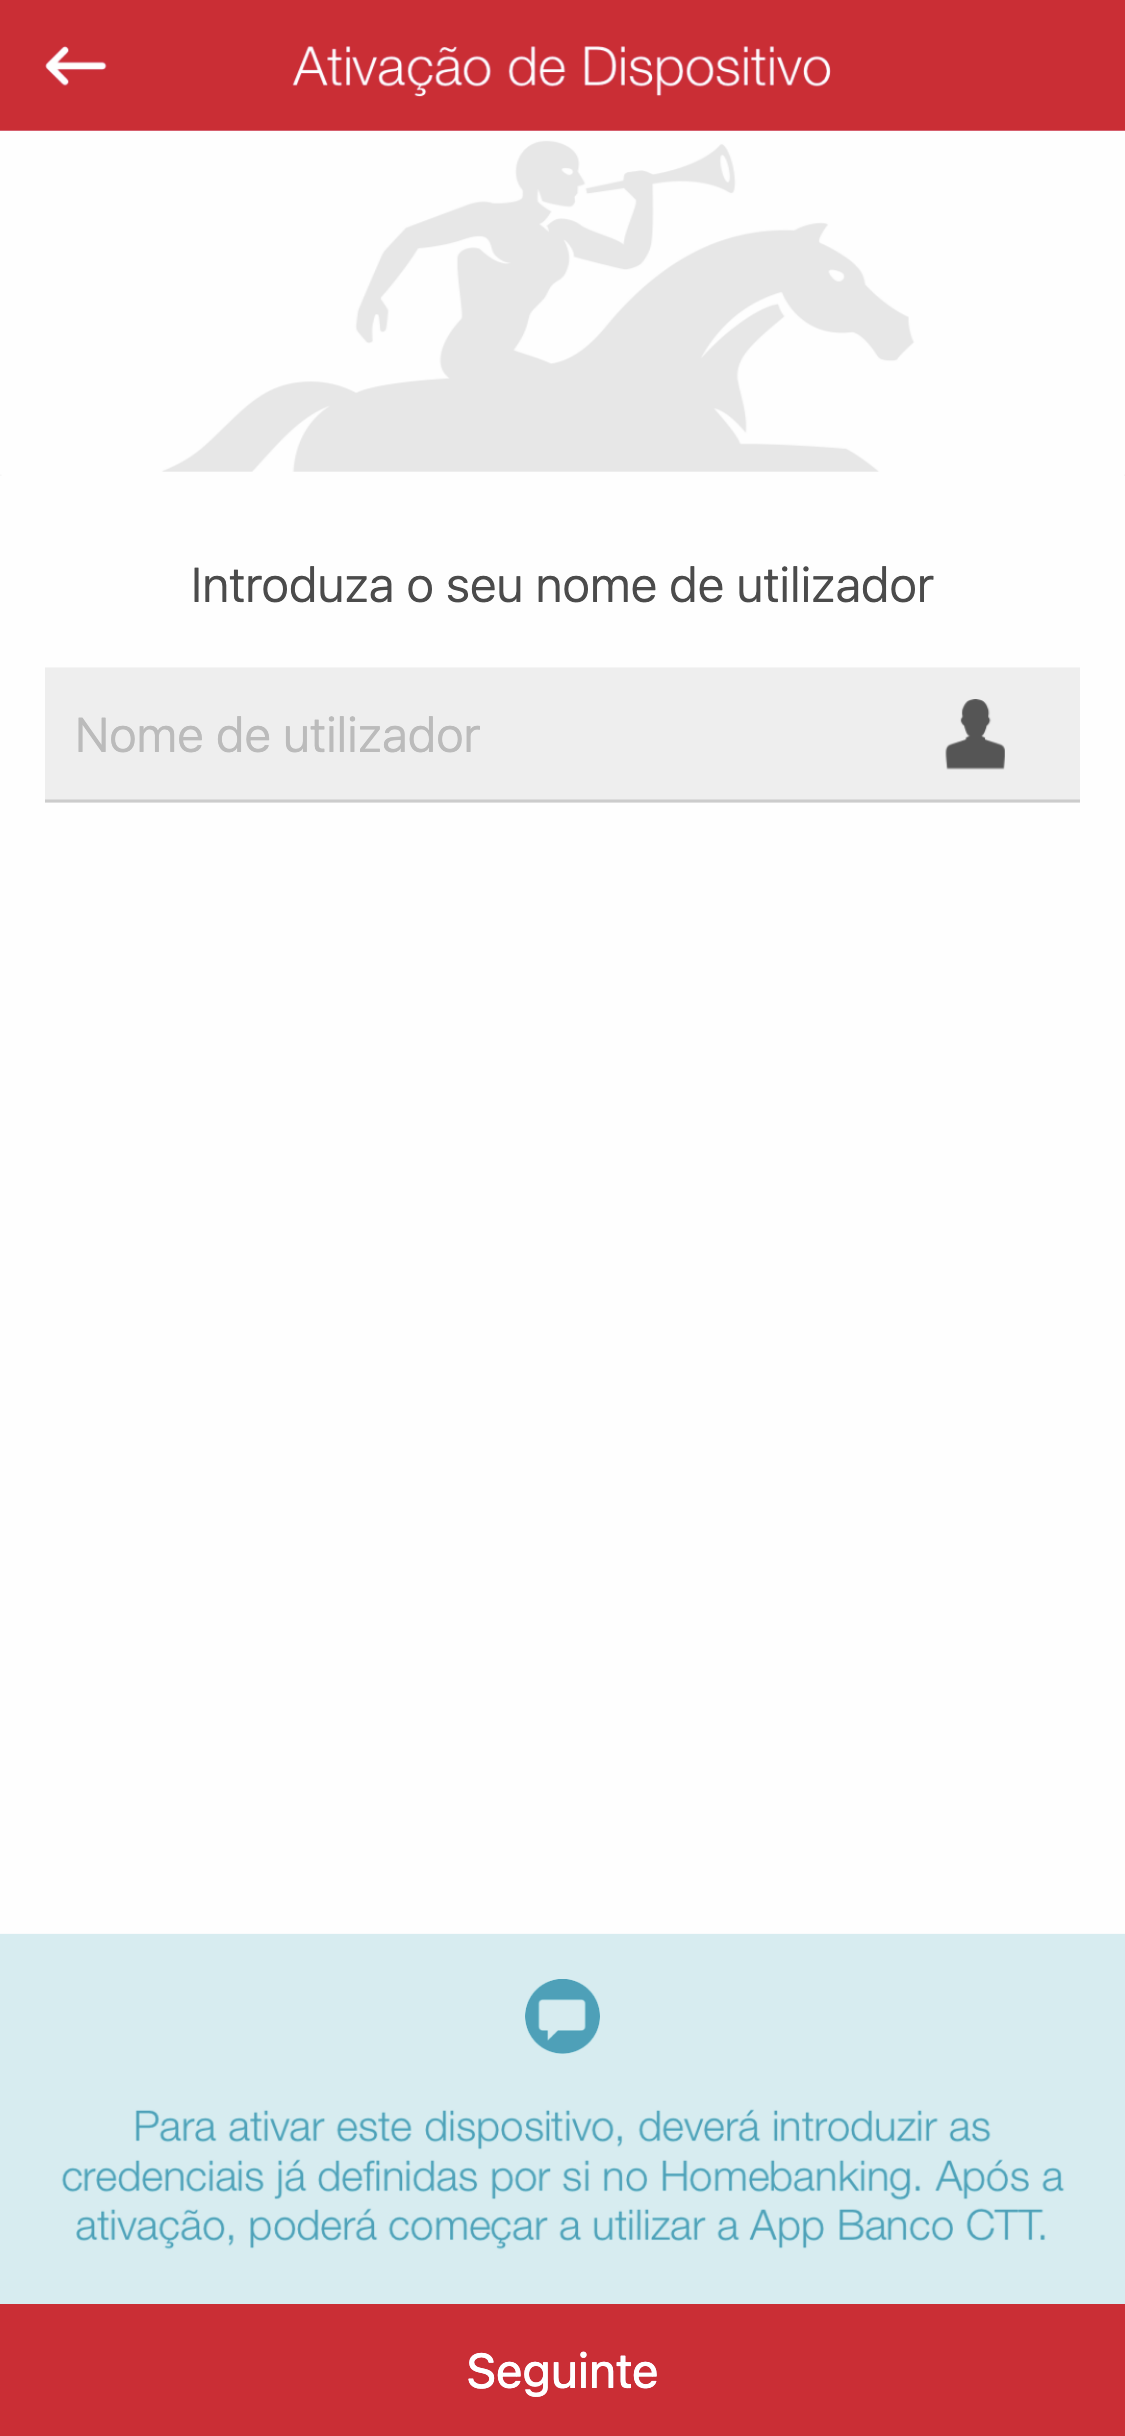 Ativação de Dispositivo
Introduza o seu nome de utilizador
Nome de utilizador
Para ativar este dispositivo, deverá introduzir as
credenciais já definidas por si no Homebanking. Após a
ativação, poderá começar a utilizar a App Banco CTT.
Seguinte